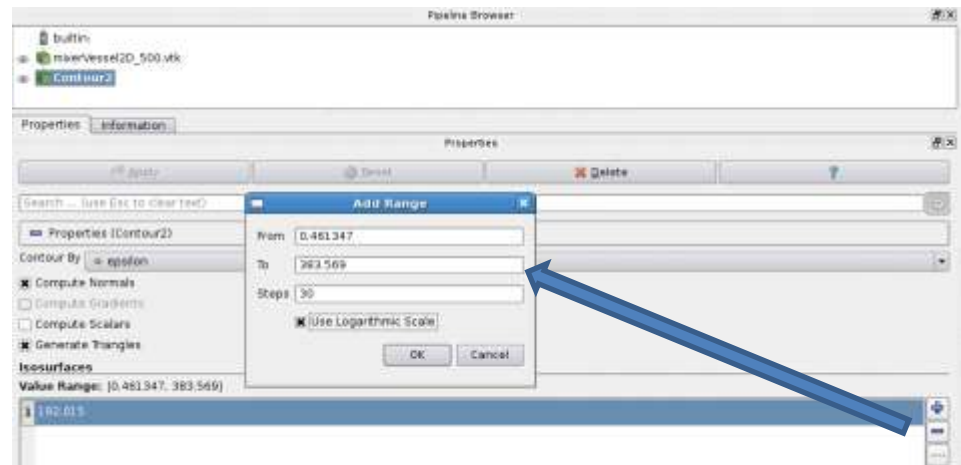 Pipeline Browser
builtin:
mixerVessel2D_500.vtk
Contour2
Properties Information
Properties
Apply Reset Delete ?
Search ... (use Esc to clear text)
Add Range
Properties (Contour2)
From 0.461347
Contour By epsilon
To 383.569
Compute Normals
Steps 30
Compute Gradients
Use Logarithmic Scale
Compute Scalars
Generate Triangles
OK Cancel
Isosurfaces
Value Range: [0.461347, 383.569]
1 192.015